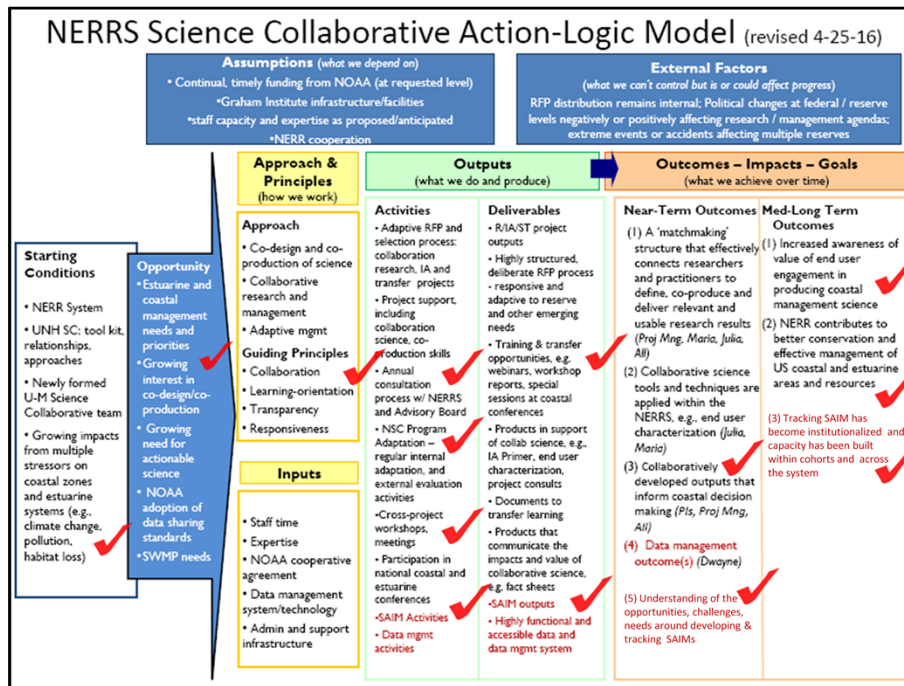 NERRS Science Collaborative Action-Logic Model (revised 4-25-16)
Assumptions (what we depend on)
• Continual, timely funding from NOAA (at requested level)
•Graham Institute infrastructure/facilities
•staff capacity and expertise as proposed/anticipated
•NERR cooperation
External Factors
(what we can't control but is or could affect progress)
RFP distribution remains internal; Political changes at federal / reserve
levels negatively or positively affecting research / management agendas;
extreme events or accidents affecting multiple reserves
Starting
Conditions
• NERR System
• UNH SC: tool kit,
relationships,
approaches
• Newly formed
U-M Science
Collaborative team
• Growing impacts
from multiple
stressors on
coastal zones
and estuarine
systems (e.g.,
climate change,
pollution,
habitat loss)
Opportunity
•Estuarine and
coastal
management
needs and
priorities
•Growing
interest in
co-design/co-
production
•Growing
need for
actionable
science
• NOAA
adoption of
data sharing
standards
•SWMP needs
Approach &
Principles
(how we work)
Approach
• Co-design and co-
production of science
• Collaborative
research and
management
• Adaptive mgmt
Guiding Principles
• Collaboration
• Learning-orientation
• Transparency
• Responsiveness
Inputs
• Staff time
• Expertise
• NOAA cooperative
agreement
• Data management
system/technology
• Admin and support
infrastructure
Outputs
(what we do and produce)
Activities
• Adaptive RFP and
selection process:
collaboration
research, IA and
transfer projects
• Project support,
including
collaboration
science, co-
production skills
• Annual
consultation
process w/ NERRS
and Advisory Board
• NSC Program
Adaptation –
regular internal
adaptation, and
external evaluation
activities
•Cross-project
workshops,
meetings
• Participation in
national coastal and
estuarine
conferences
•SAIM Activities
• Data mgmt
activities
Deliverables
• R/IA/ST project
outputs
• Highly structured,
deliberate RFP process
- responsive and
adaptive to reserve
and other emerging
needs
• Training & transfer
opportunities, e.g.
webinars, workshop
reports, special
sessions at coastal
conferences
• Products in support
of collab science, e.g.,
IA Primer, end user
characterization,
project consults
• Documents to
transfer learning
• Products that
communicate the
impacts and value of
collaborative science,
e.g. fact sheets
•SAIM outputs
• Highly functional and
accessible data and
data mgmt system
Outcomes – Impacts – Goals
(what we achieve over time)
Near-Term Outcomes
(1) A 'matchmaking'
structure that effectively
connects researchers
and practitioners to
define, co-produce and
deliver relevant and
usable research results
(Proj Mng, Maria, Julia,
All)
(2) Collaborative science
tools and techniques are
applied within the
NERRS, e.g., end user
characterization (Julia,
Maria)
(3) Collaboratively
developed outputs that
inform coastal decision
making (PIs, Proj Mng,
All)
(4) Data management
outcome(s) (Dwayne)
(5) Understanding of the
opportunities, challenges,
needs around developing &
tracking SAIMs
Med-Long Term
Outcomes
(1) Increased awareness of
value of end user
engagement in
producing coastal
management science
(2) NERR contributes to
better conservation and
effective management of
US coastal and estuarine
areas and resources
(3) Tracking SAIM has
become institutionalized and
capacity has been built
within cohorts and across
the system